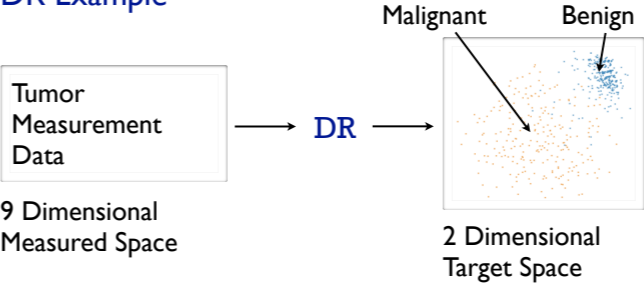 DR Example
Malignant
Benign
Tumor
Measurement
Data
DR
9 Dimensional
Measured Space
2 Dimensional
Target Space